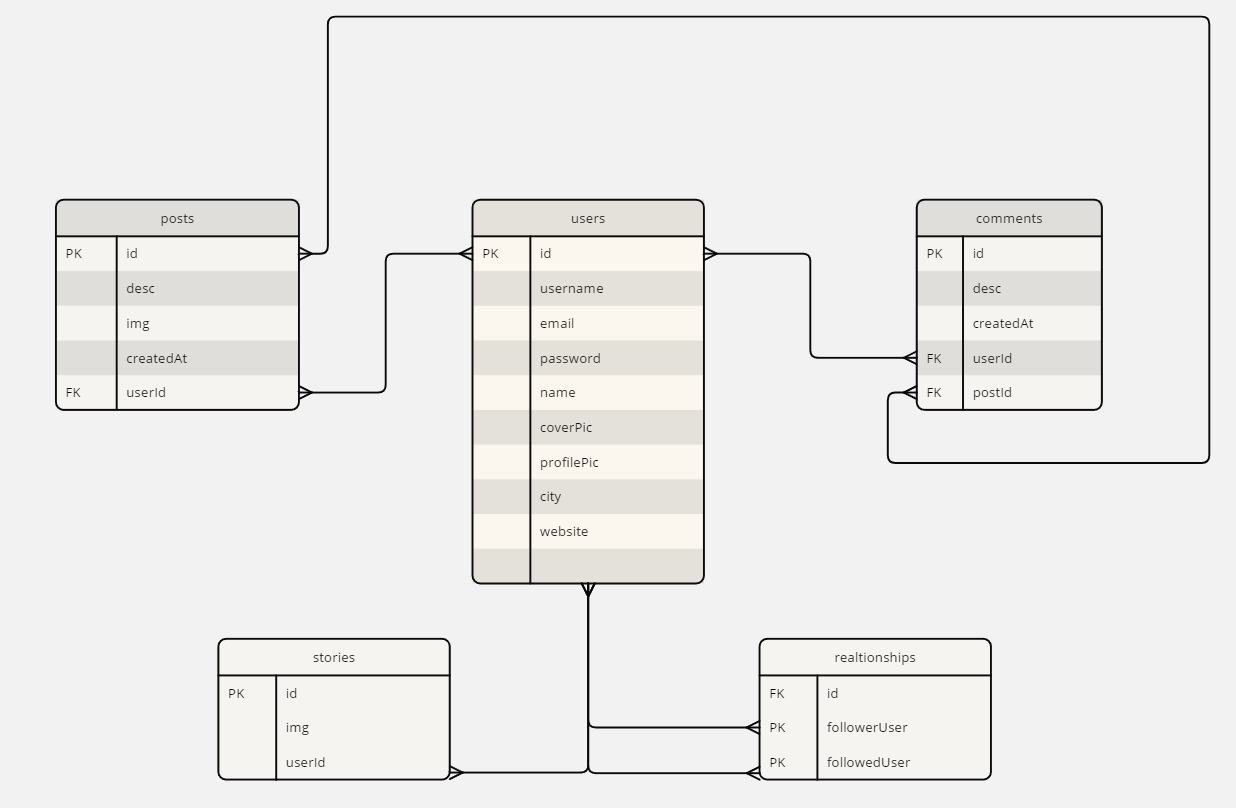 posts
PK id
desc
img
createdAt
FK userId
users
PK id
username
email
password
name
coverPic
profilePic
city
website
comments
PK id
desc
createdAt
FK userId
FK postId
stories
PK id
img
userId
realtionships
FK id
PK followerUser
PK followedUser